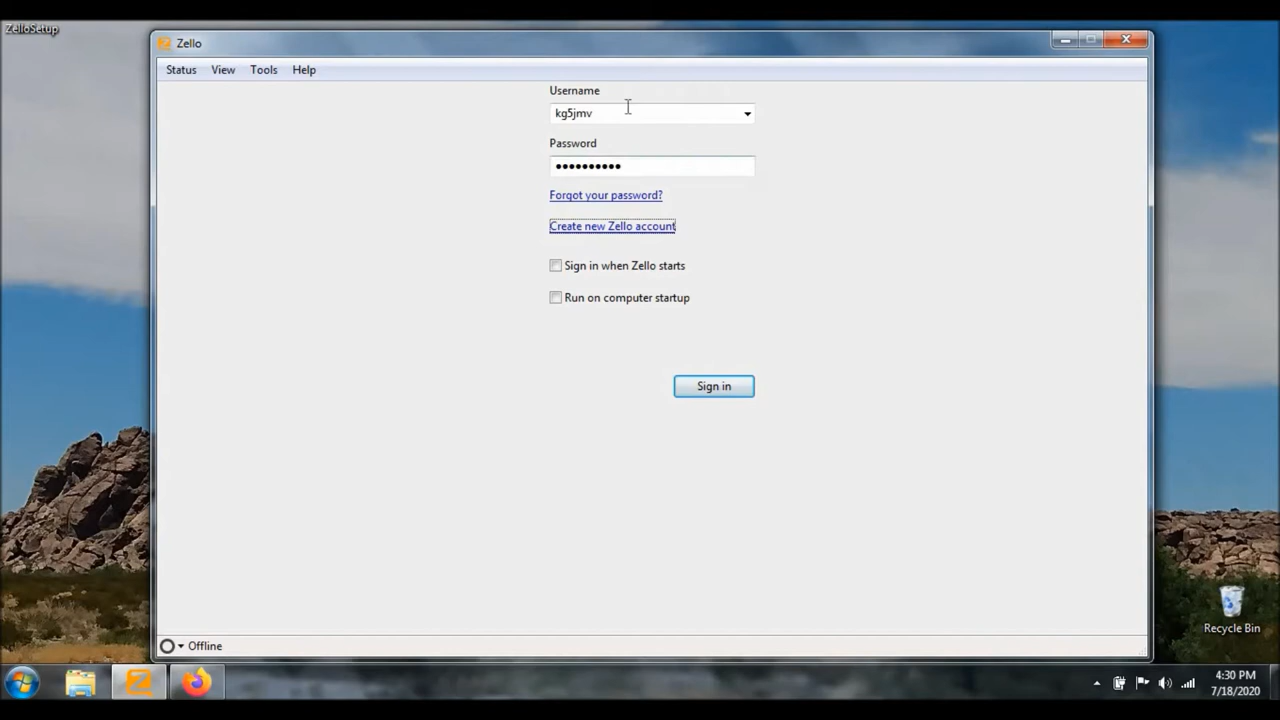 ZelloSetup
Zello
Status View Tools Help
Username
kg5jmv
Password
••••••••••
Forgot your password?
Create new Zello account
Sign in when Zello starts
Run on computer startup
Sign in
Offline
Recycle Bin
4:30 PM
7/18/2020